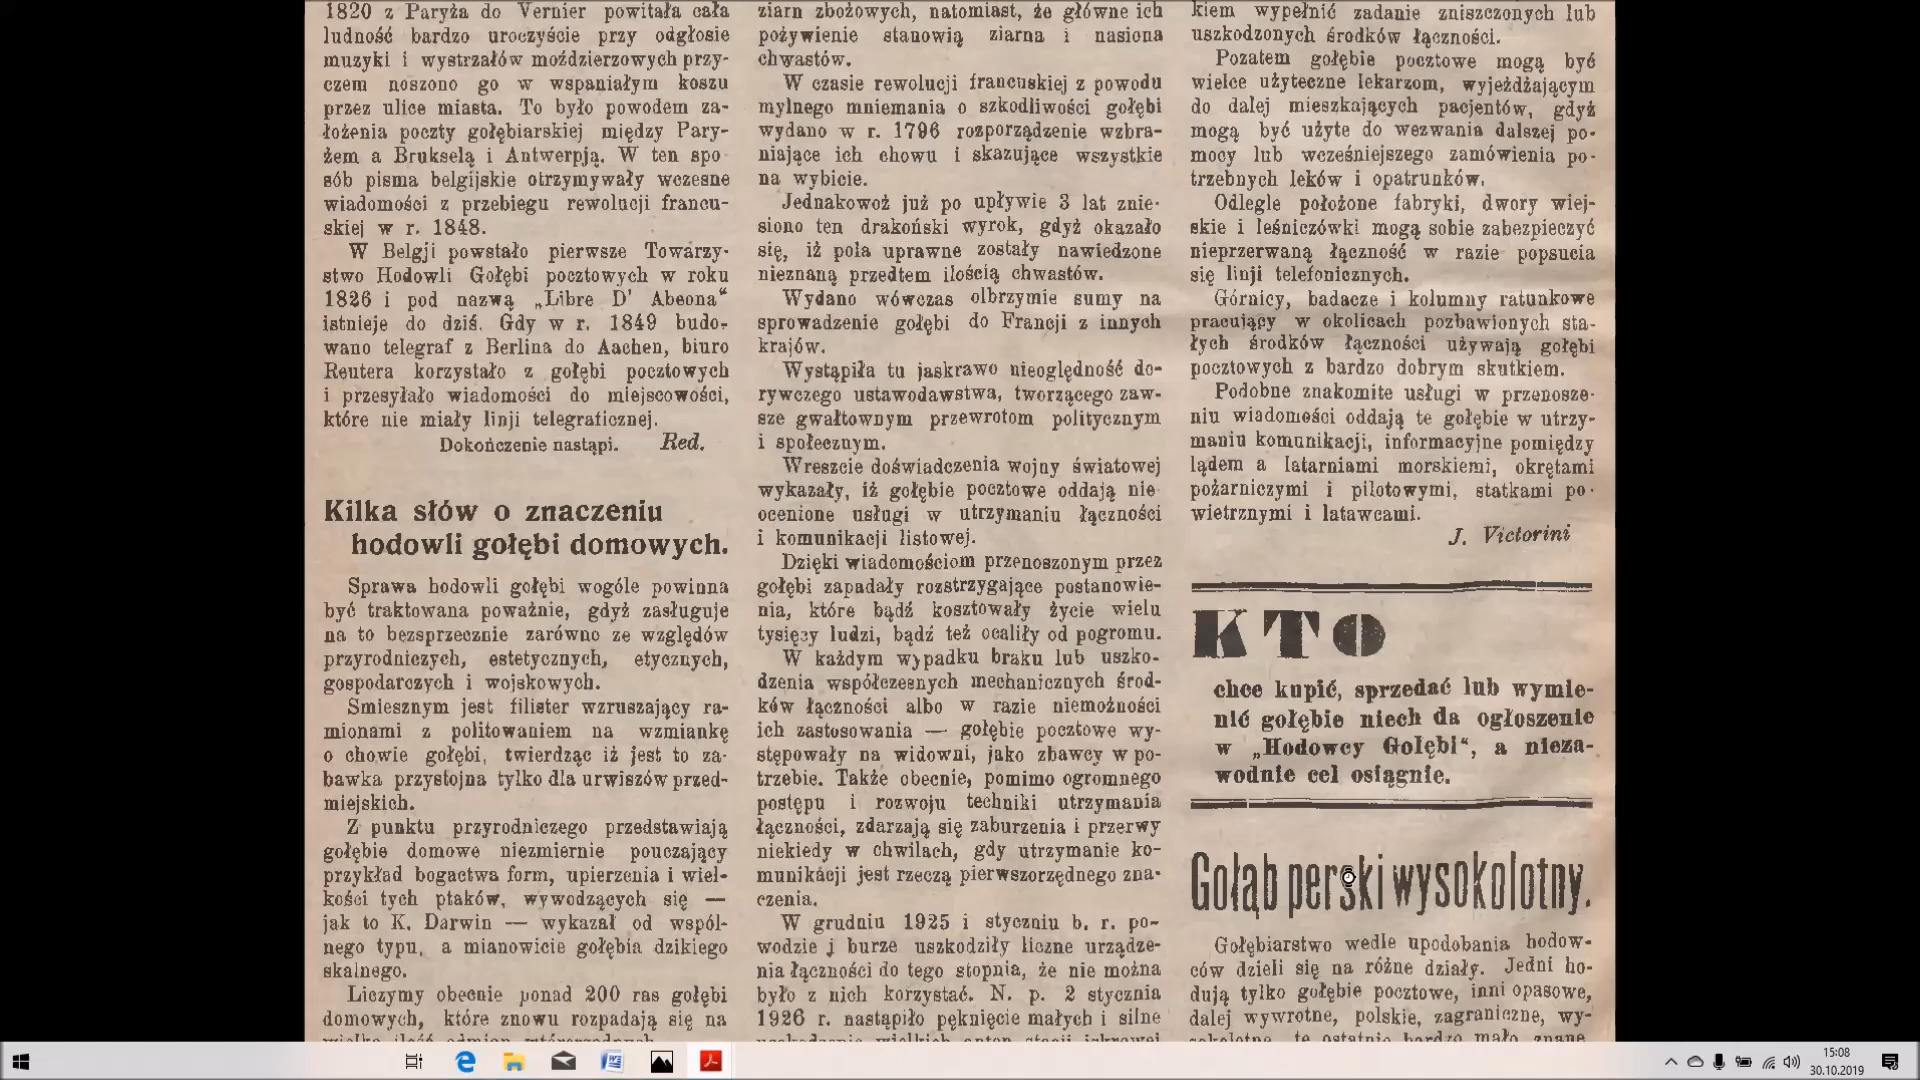 1820 z Paryża do Vernier powitała cała
ludność bardzo uroczyście przy odgłosie
muzyki i wystrzałów moździerzowych przy-
czem noszono go w wspaniałym koszu
przez ulice miasta. To było powodem za-
łożenia poczty gołębiarskiej między Pary-
żem a Brukselą i Antwerpją. W ten spo
sób pisma belgijskie otrzymywały wczesne
wiadomości z przebiegu rewolucji francu-
skiej w r. 1848.
W Belgji powstało pierwsze Towarzy-
stwo Hodowli Gołębi pocztowych w roku
1826 i pod nazwą „Libre D' Abeona“
istnieje do dziś. Gdy w r. 1849 budo-
wano telegraf z Berlina do Aachen, biuro
Reutera korzystało z gołębi pocztowych
i przesyłało wiadomości do miejscowości,
które nie miały linji telegraficznej.
Dokończenie nastąpi. Red.
Kilka słów o znaczeniu
hodowli gołębi domowych.
Sprawa hodowli gołębi wogóle powinna
być traktowana poważnie, gdyż zasługuje
na to bezsprzecznie zarówno ze względów
przyrodniczych, estetycznych, etycznych,
gospodarczych i wojskowych.
Smiesznym jest filister wzruszający ra-
mionami z politowaniem na wzmiankę
o chowie gołębi, twierdząc iż jest to za-
bawka przystojna tylko dla urwiszów przed-
miejskich.
Z punktu przyrodniczego przedstawiają
gołębie domowe niezmiernie pouczający
przykład bogactwa form, upierzenia i wiel-
kości tych ptaków, wywodzących się —
jak to K. Darwin — wykazał od wspól-
nego typu, a mianowicie gołębia dzikiego
skalnego.
Liczymy obecnie ponad 200 ras gołębi
domowych, które znowu rozpadają się na
ziarn zbożowych, natomiast, że główne ich
pożywienie stanowią ziarna i nasiona
chwastów.
W czasie rewolucji francuskiej z powodu
mylnego mniemania o szkodliwości gołębi
wydano w r. 1796 rozporządzenie wzbra-
niające ich chowu i skazujące wszystkie
na wybicie.
Jednakowoż już po upływie 3 lat znie-
siono ten drakoński wyrok, gdyż okazało
się, iż pola uprawne zostały nawiedzone
nieznaną przedtem ilością chwastów.
Wydano wówczas olbrzymie sumy na
sprowadzenie gołębi do Francji z innych
krajów.
Wystąpiła tu jaskrawo nieoględność do-
rywczego ustawodawstwa, tworzącego zaw-
sze gwałtownym przewrotom politycznym
i społecznym.
Wreszcie doświadczenia wojny światowej
wykazały, iż gołębie pocztowe oddają nie
ocenione usługi w utrzymaniu łączności
i komunikacji listowej.
Dzięki wiadomościom przenoszonym przez
gołębi zapadały rozstrzygające postanowie-
nia, które bądź kosztowały życie wielu
tysięcy ludzi, bądź też ocaliły od pogromu.
W każdym wypadku braku lub uszko-
dzenia współczesnych mechanicznych środ-
ków łączności albo w razie niemożności
ich zastosowania — gołębie pocztowe wy-
stępowały na widowni, jako zbawcy w po-
trzebie. Także obecnie, pomimo ogromnego
postępu i rozwoju techniki utrzymania
łączności, zdarzają się zaburzenia i przerwy
niekiedy w chwilach, gdy utrzymanie ko-
munikacji jest rzeczą pierwszorzędnego zna-
czenia.
W grudniu 1925 i styczniu b. r. po-
wodzie j burze uszkodziły liczne urządze-
nia łączności do tego stopnia, że nie można
było z nich korzystać. N. p. 2 stycznia
1926 r. nastąpiło pęknięcie małych i silne
kiem wypełnić zadanie zniszczonych lub
uszkodzonych środków łączności.
Pozatem gołębie pocztowe mogą być
wielce użyteczne lekarzom, wyjeżdżającym
do dalej mieszkających pacjentów, gdyż
mogą być użyte do wezwania dalszej po-
mocy lub wcześniejszego zamówienia po-
trzebnych leków i opatrunków.
Odlegle położone fabryki, dwory wiej-
skie i leśniczówki mogą sobie zabezpieczyć
nieprzerwaną łączność w razie popsucia
się linji telefonicznych.
Górnicy, badacze i kolumny ratunkowe
pracujący w okolicach pozbawionych sta-
łych środków łączności używają gołębi
pocztowych z bardzo dobrym skutkiem.
Podobne znakomite usługi w przenosze-
niu wiadomości oddają te gołębie w utrzy-
maniu komunikacji, informacyjne pomiędzy
lądem a latarniami morskiemi, okrętami
pożarniczymi i pilotowymi, statkami po-
wietrznymi i latawcami.
J. Victorini
KTO
chce kupić, sprzedać lub wymie-
nić gołębie niech da ogłoszenie
w „Hodowcy Gołębi“, a nieza-
wodnie cel osiągnie.
Gołąb perski wysokolotny.
Gołębiarstwo wedle upodobania hodow-
ców dzieli się na różne działy. Jedni ho-
dują tylko gołębie pocztowe, inni opasowe,
dalej wywrotne, polskie, zagraniczne, wy-
sokolotne, te ostatnie bardzo mało znane
15:08
30.10.2019